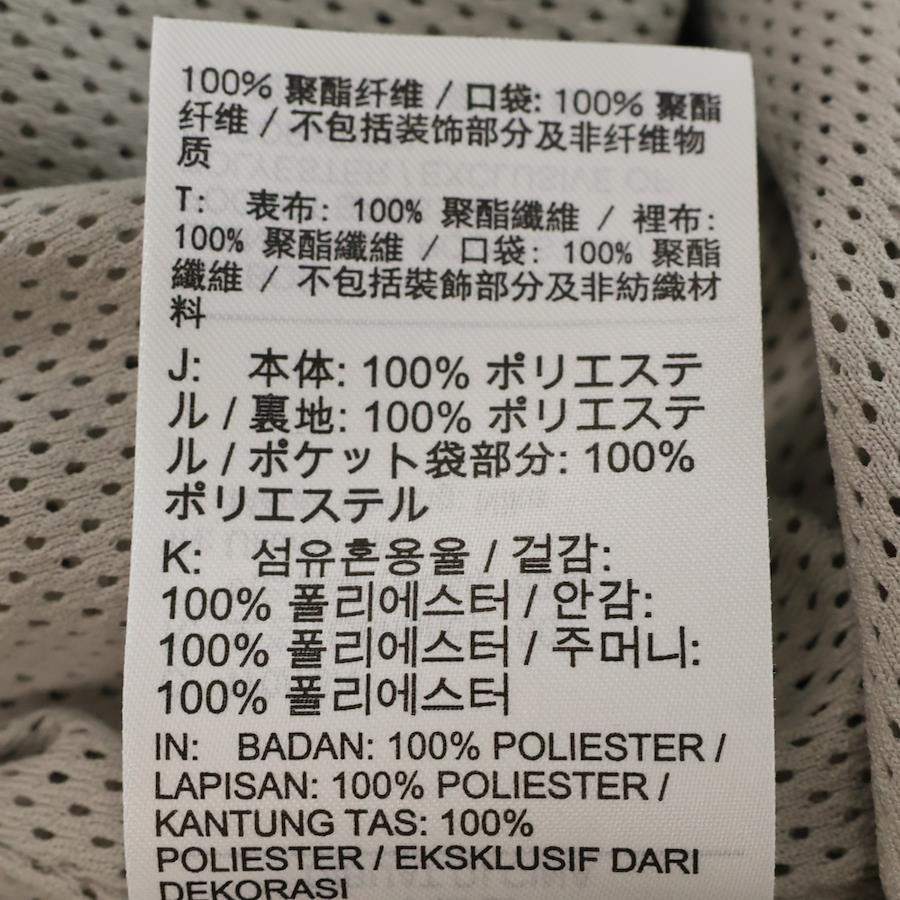 100% 聚酯纤维 / 口袋: 100% 聚酯
纤维 / 不包括装饰部分及非纤维物
质
T: 表布: 100% 聚酯纖維 / 裡布:
100% 聚酯纖維 / 口袋: 100% 聚酯
纖維 / 不包括裝飾部分及非紡織材
料
J: 本体: 100% ポリエステ
ル / 裏地: 100% ポリエステ
ル / ポケット袋部分: 100%
ポリエステル
K: 섬유혼용율 / 겉감:
100% 폴리에스터 / 안감:
100% 폴리에스터 / 주머니:
100% 폴리에스터
IN: BADAN: 100% POLIESTER /
LAPISAN: 100% POLIESTER /
KANTUNG TAS: 100%
POLIESTER / EKSKLUSIF DARI
DEKORASI